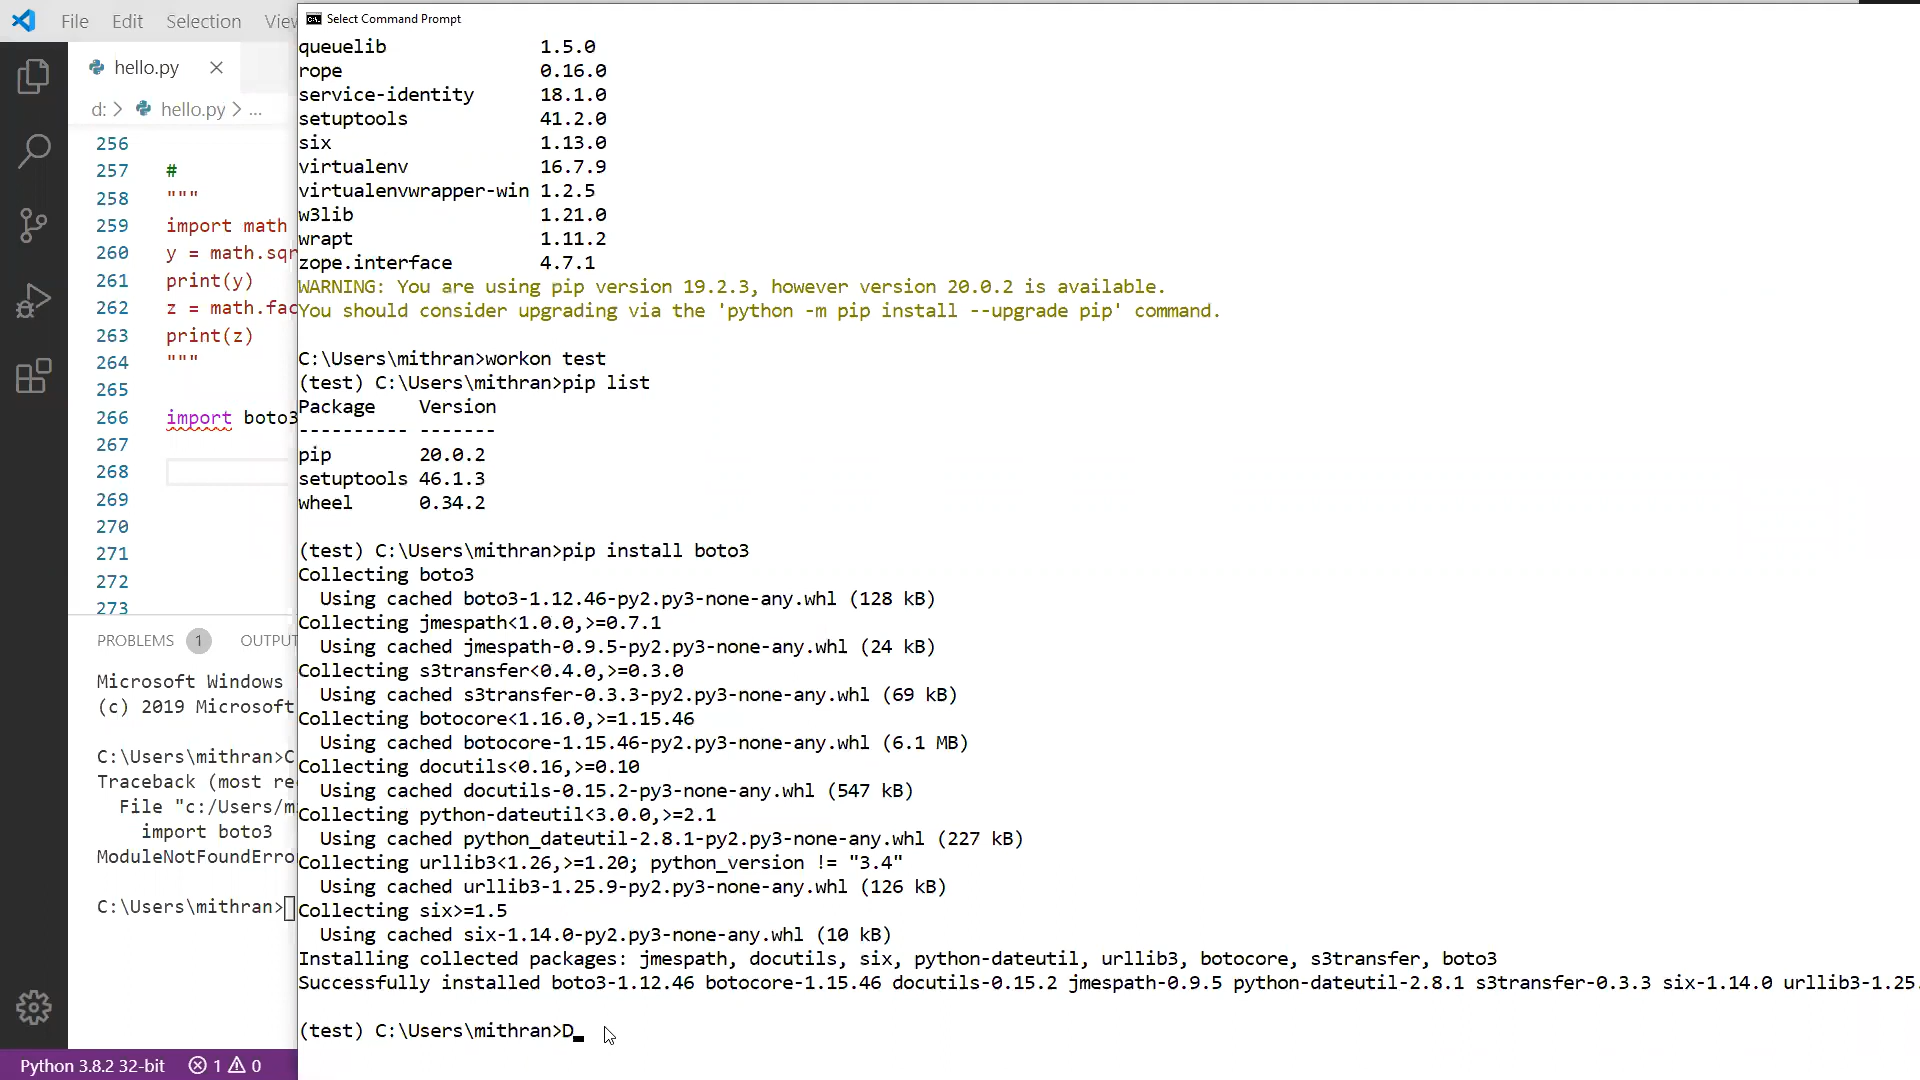 File Edit Selection View
hello.py
d: > hello.py > ...
256
257 #
258 """
259 import math
260 y = math.sqr
261 print(y)
262 z = math.fac
263 print(z)
264 """
265
266 import boto3
267
268
269
270
271
272
273
PROBLEMS 1 OUTPUT
Microsoft Windows
(c) 2019 Microsoft
C:\Users\mithran>C
Traceback (most re
File "c:/Users/m
import boto3
ModuleNotFoundErro
C:\Users\mithran>
Python 3.8.2 32-bit 1 0
Select Command Prompt
queuelib 1.5.0
rope 0.16.0
service-identity 18.1.0
setuptools 41.2.0
six 1.13.0
virtualenv 16.7.9
virtualenvwrapper-win 1.2.5
w3lib 1.21.0
wrapt 1.11.2
zope.interface 4.7.1
WARNING: You are using pip version 19.2.3, however version 20.0.2 is available.
You should consider upgrading via the 'python -m pip install --upgrade pip' command.
C:\Users\mithran>workon test
(test) C:\Users\mithran>pip list
Package Version
---------- -------
pip 20.0.2
setuptools 46.1.3
wheel 0.34.2
(test) C:\Users\mithran>pip install boto3
Collecting boto3
Using cached boto3-1.12.46-py2.py3-none-any.whl (128 kB)
Collecting jmespath<1.0.0,>=0.7.1
Using cached jmespath-0.9.5-py2.py3-none-any.whl (24 kB)
Collecting s3transfer<0.4.0,>=0.3.0
Using cached s3transfer-0.3.3-py2.py3-none-any.whl (69 kB)
Collecting botocore<1.16.0,>=1.15.46
Using cached botocore-1.15.46-py2.py3-none-any.whl (6.1 MB)
Collecting docutils<0.16,>=0.10
Using cached docutils-0.15.2-py3-none-any.whl (547 kB)
Collecting python-dateutil<3.0.0,>=2.1
Using cached python_dateutil-2.8.1-py2.py3-none-any.whl (227 kB)
Collecting urllib3<1.26,>=1.20; python_version != "3.4"
Using cached urllib3-1.25.9-py2.py3-none-any.whl (126 kB)
Collecting six>=1.5
Using cached six-1.14.0-py2.py3-none-any.whl (10 kB)
Installing collected packages: jmespath, docutils, six, python-dateutil, urllib3, botocore, s3transfer, boto3
Successfully installed boto3-1.12.46 botocore-1.15.46 docutils-0.15.2 jmespath-0.9.5 python-dateutil-2.8.1 s3transfer-0.3.3 six-1.14.0 urllib3-1.25.
(test) C:\Users\mithran>D